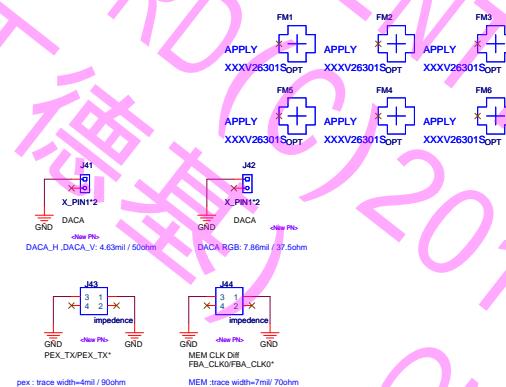 FM1 FM2 FM3
APPLY APPLY APPLY
XXXV26301S OPT XXXV26301S OPT XXXV26301S OPT
FM5 FM4 FM6
APPLY APPLY APPLY
XXXV26301S OPT XXXV26301S OPT XXXV26301S OPT
J41 J42
X_PIN1*2 X_PIN1*2
GND DACA GND DACA
<New PN> <New PN>
DACA_H ,DACA_V: 4.63mil / 50ohm DACA RGB: 7.86mil / 37.5ohm
J43 J44
3 1 3 1
4 2 4 2
impedence impedence
GND <New PN> GND GND <New PN> GND
PEX_TX/PEX_TX* MEM CLK Diff
FBA_CLK0/FBA_CLK0*
pex : trace width=4mil / 90ohm MEM :trace width=7mil/ 70ohm
RD(C)201
德基)